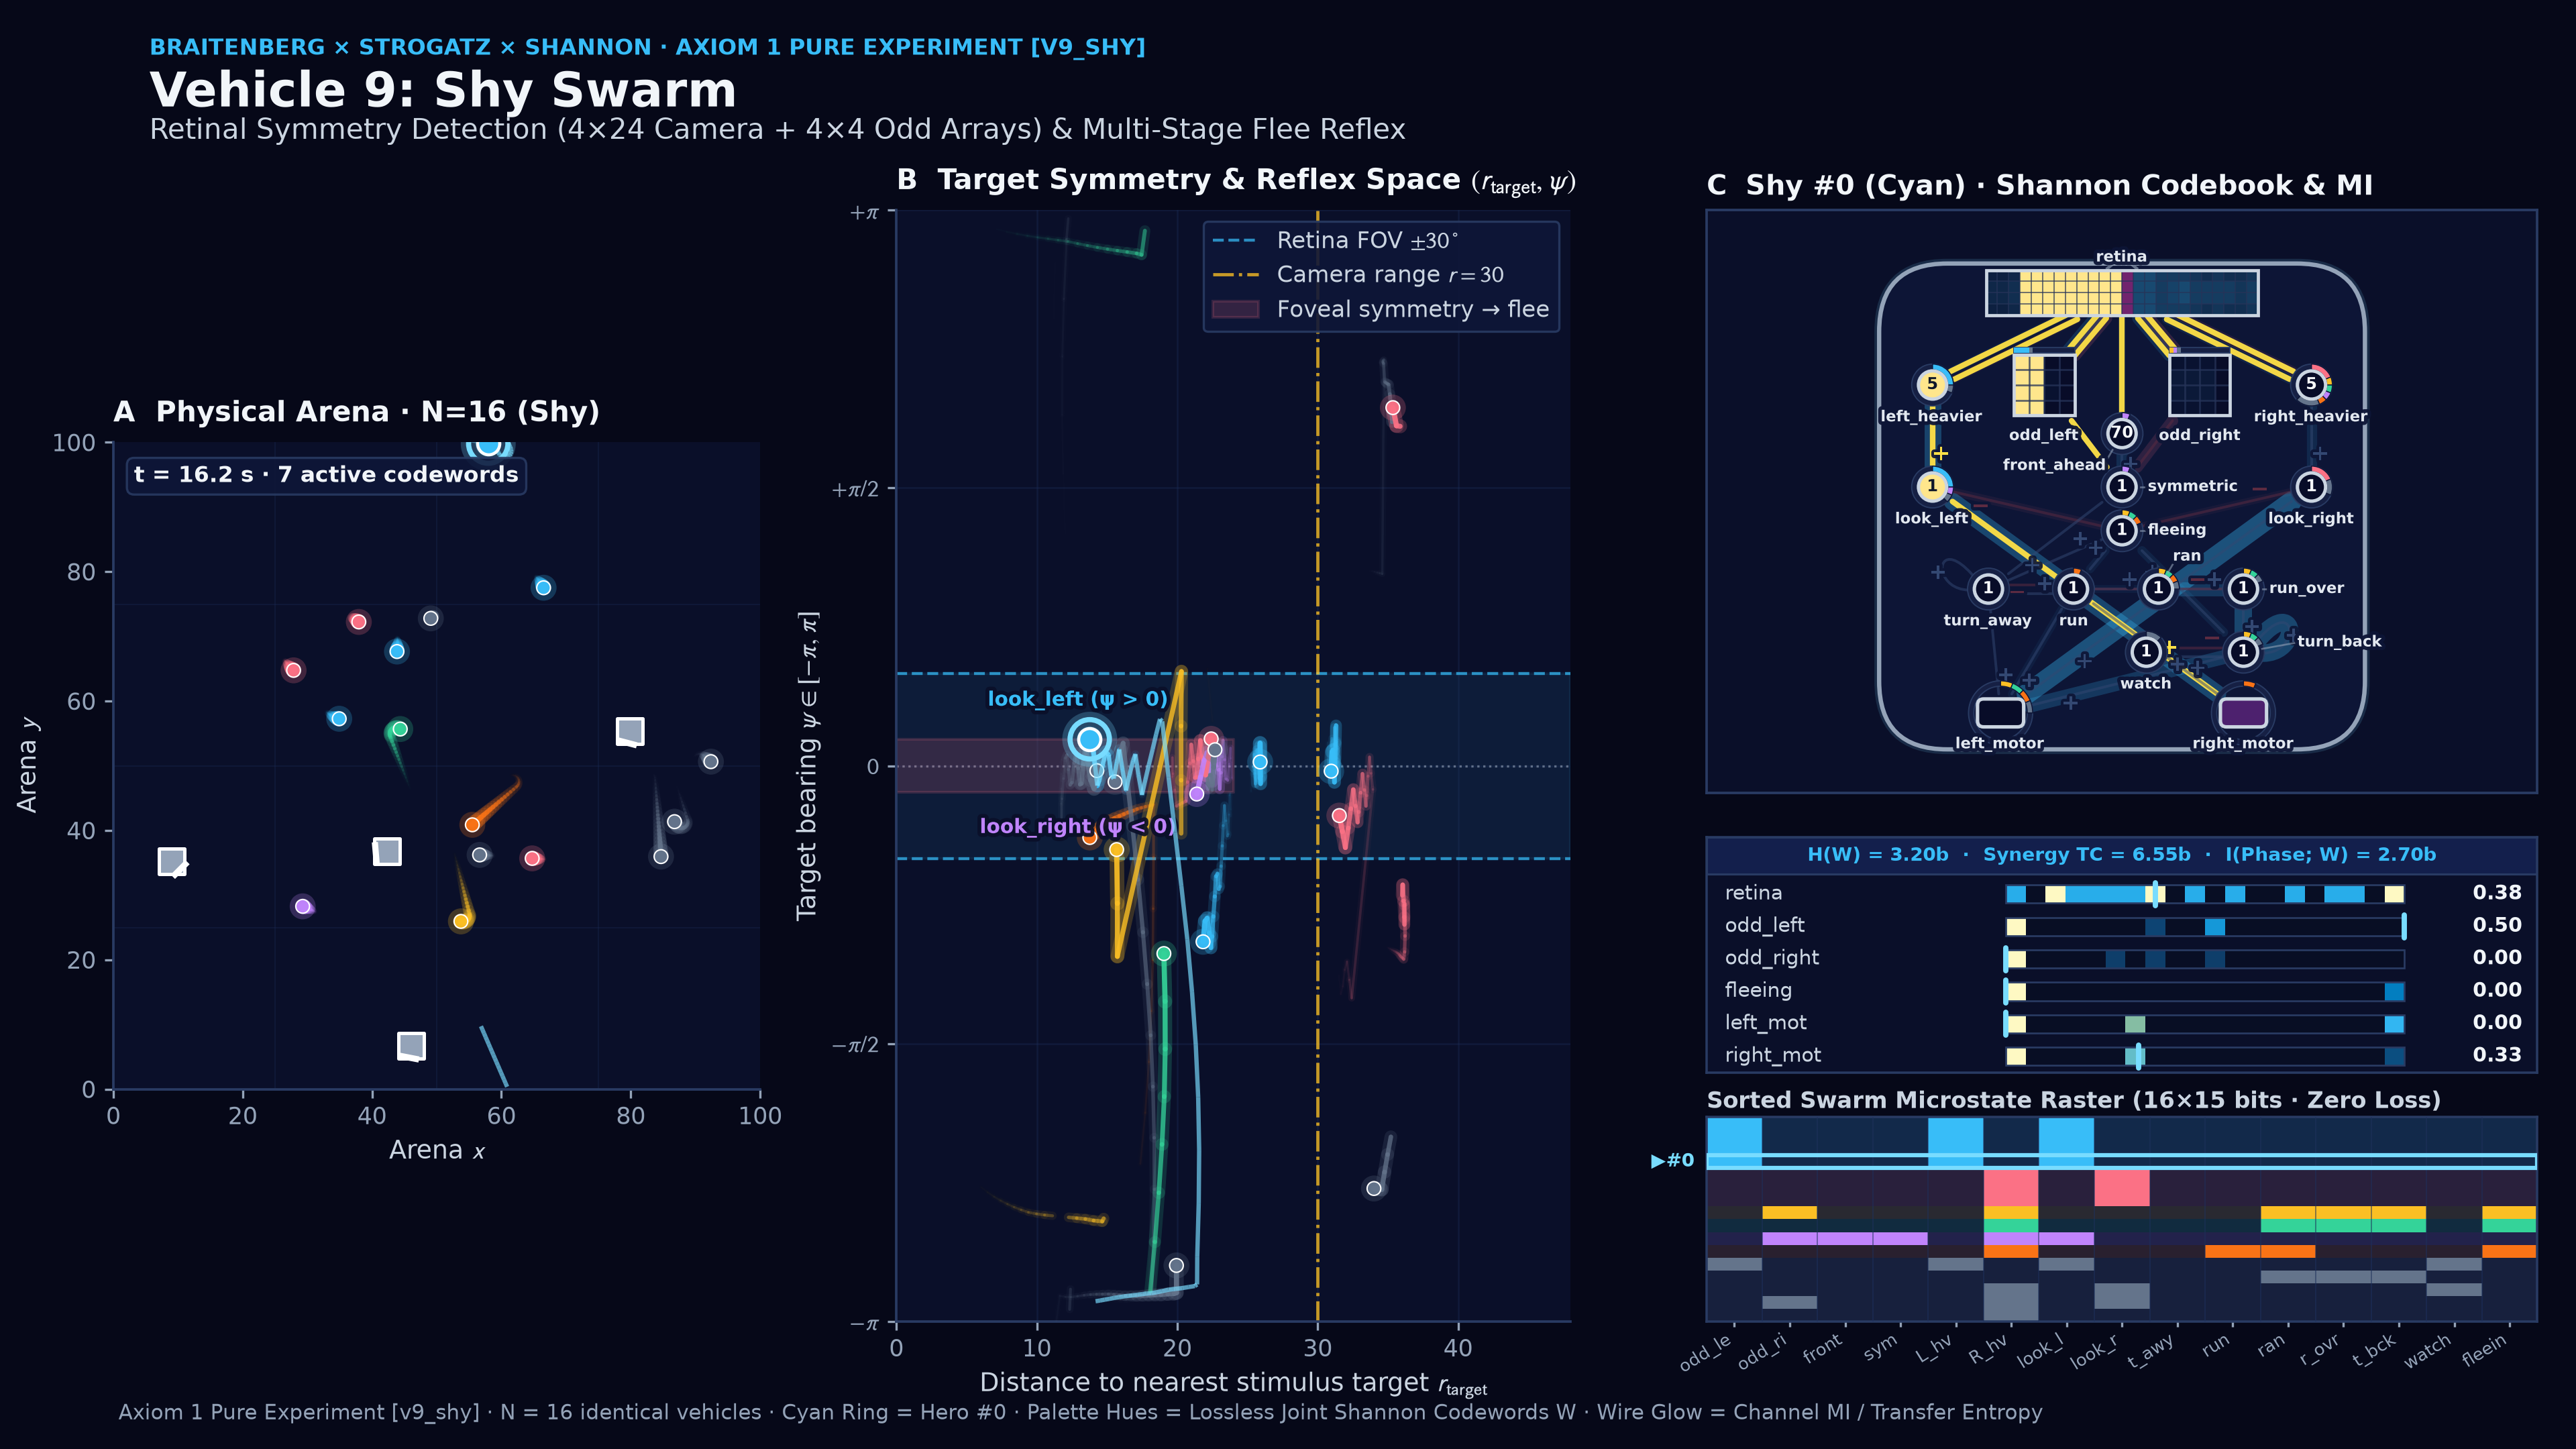 BRAITENBERG × STROGATZ × SHANNON · AXIOM 1 PURE EXPERIMENT [V9_SHY]
Vehicle 9: Shy Swarm
Retinal Symmetry Detection (4×24 Camera + 4×4 Odd Arrays) & Multi-Stage Flee Reflex
A Physical Arena · N=16 (Shy)
t = 16.2 s · 7 active codewords
100
80
60
40
20
0
Arena y
0 20 40 60 80 100
Arena x
B Target Symmetry & Reflex Space (r_target, ψ)
Retina FOV ±30°
Camera range r = 30
Foveal symmetry → flee
+π
+π/2
0
−π/2
−π
Target bearing ψ ∈ [−π, π]
look_left (ψ > 0)
look_right (ψ < 0)
0 10 20 30 40
Distance to nearest stimulus target r_target
C Shy #0 (Cyan) · Shannon Codebook & MI
retina
5 5
left_heavier right_heavier
odd_left 70 odd_right
front_ahead
+ + +
1 1 symmetric − 1
look_left − look_right
1 fleeing
ran
1 1 1 1 run_over
turn_away run
1 1 turn_back
watch
left_motor right_motor
H(W) = 3.20b · Synergy TC = 6.55b · I(Phase; W) = 2.70b
retina 0.38
odd_left 0.50
odd_right 0.00
fleeing 0.00
left_mot 0.00
right_mot 0.33
Sorted Swarm Microstate Raster (16×15 bits · Zero Loss)
▶#0
odd_le odd_ri front sym L_hv R_hv look_l look_r t_awy run ran r_ovr t_bck watch fleein
Axiom 1 Pure Experiment [v9_shy] · N = 16 identical vehicles · Cyan Ring = Hero #0 · Palette Hues = Lossless Joint Shannon Codewords W · Wire Glow = Channel MI / Transfer Entropy